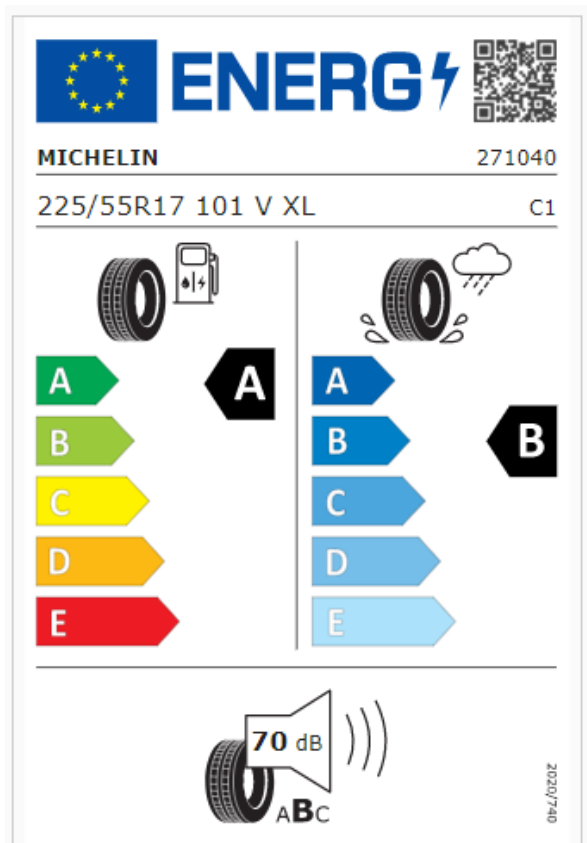 ENERG
MICHELIN 271040
225/55R17 101 V XL C1
A A A
B B B
C C
D D
E E
70 dB
ABC
2020/740